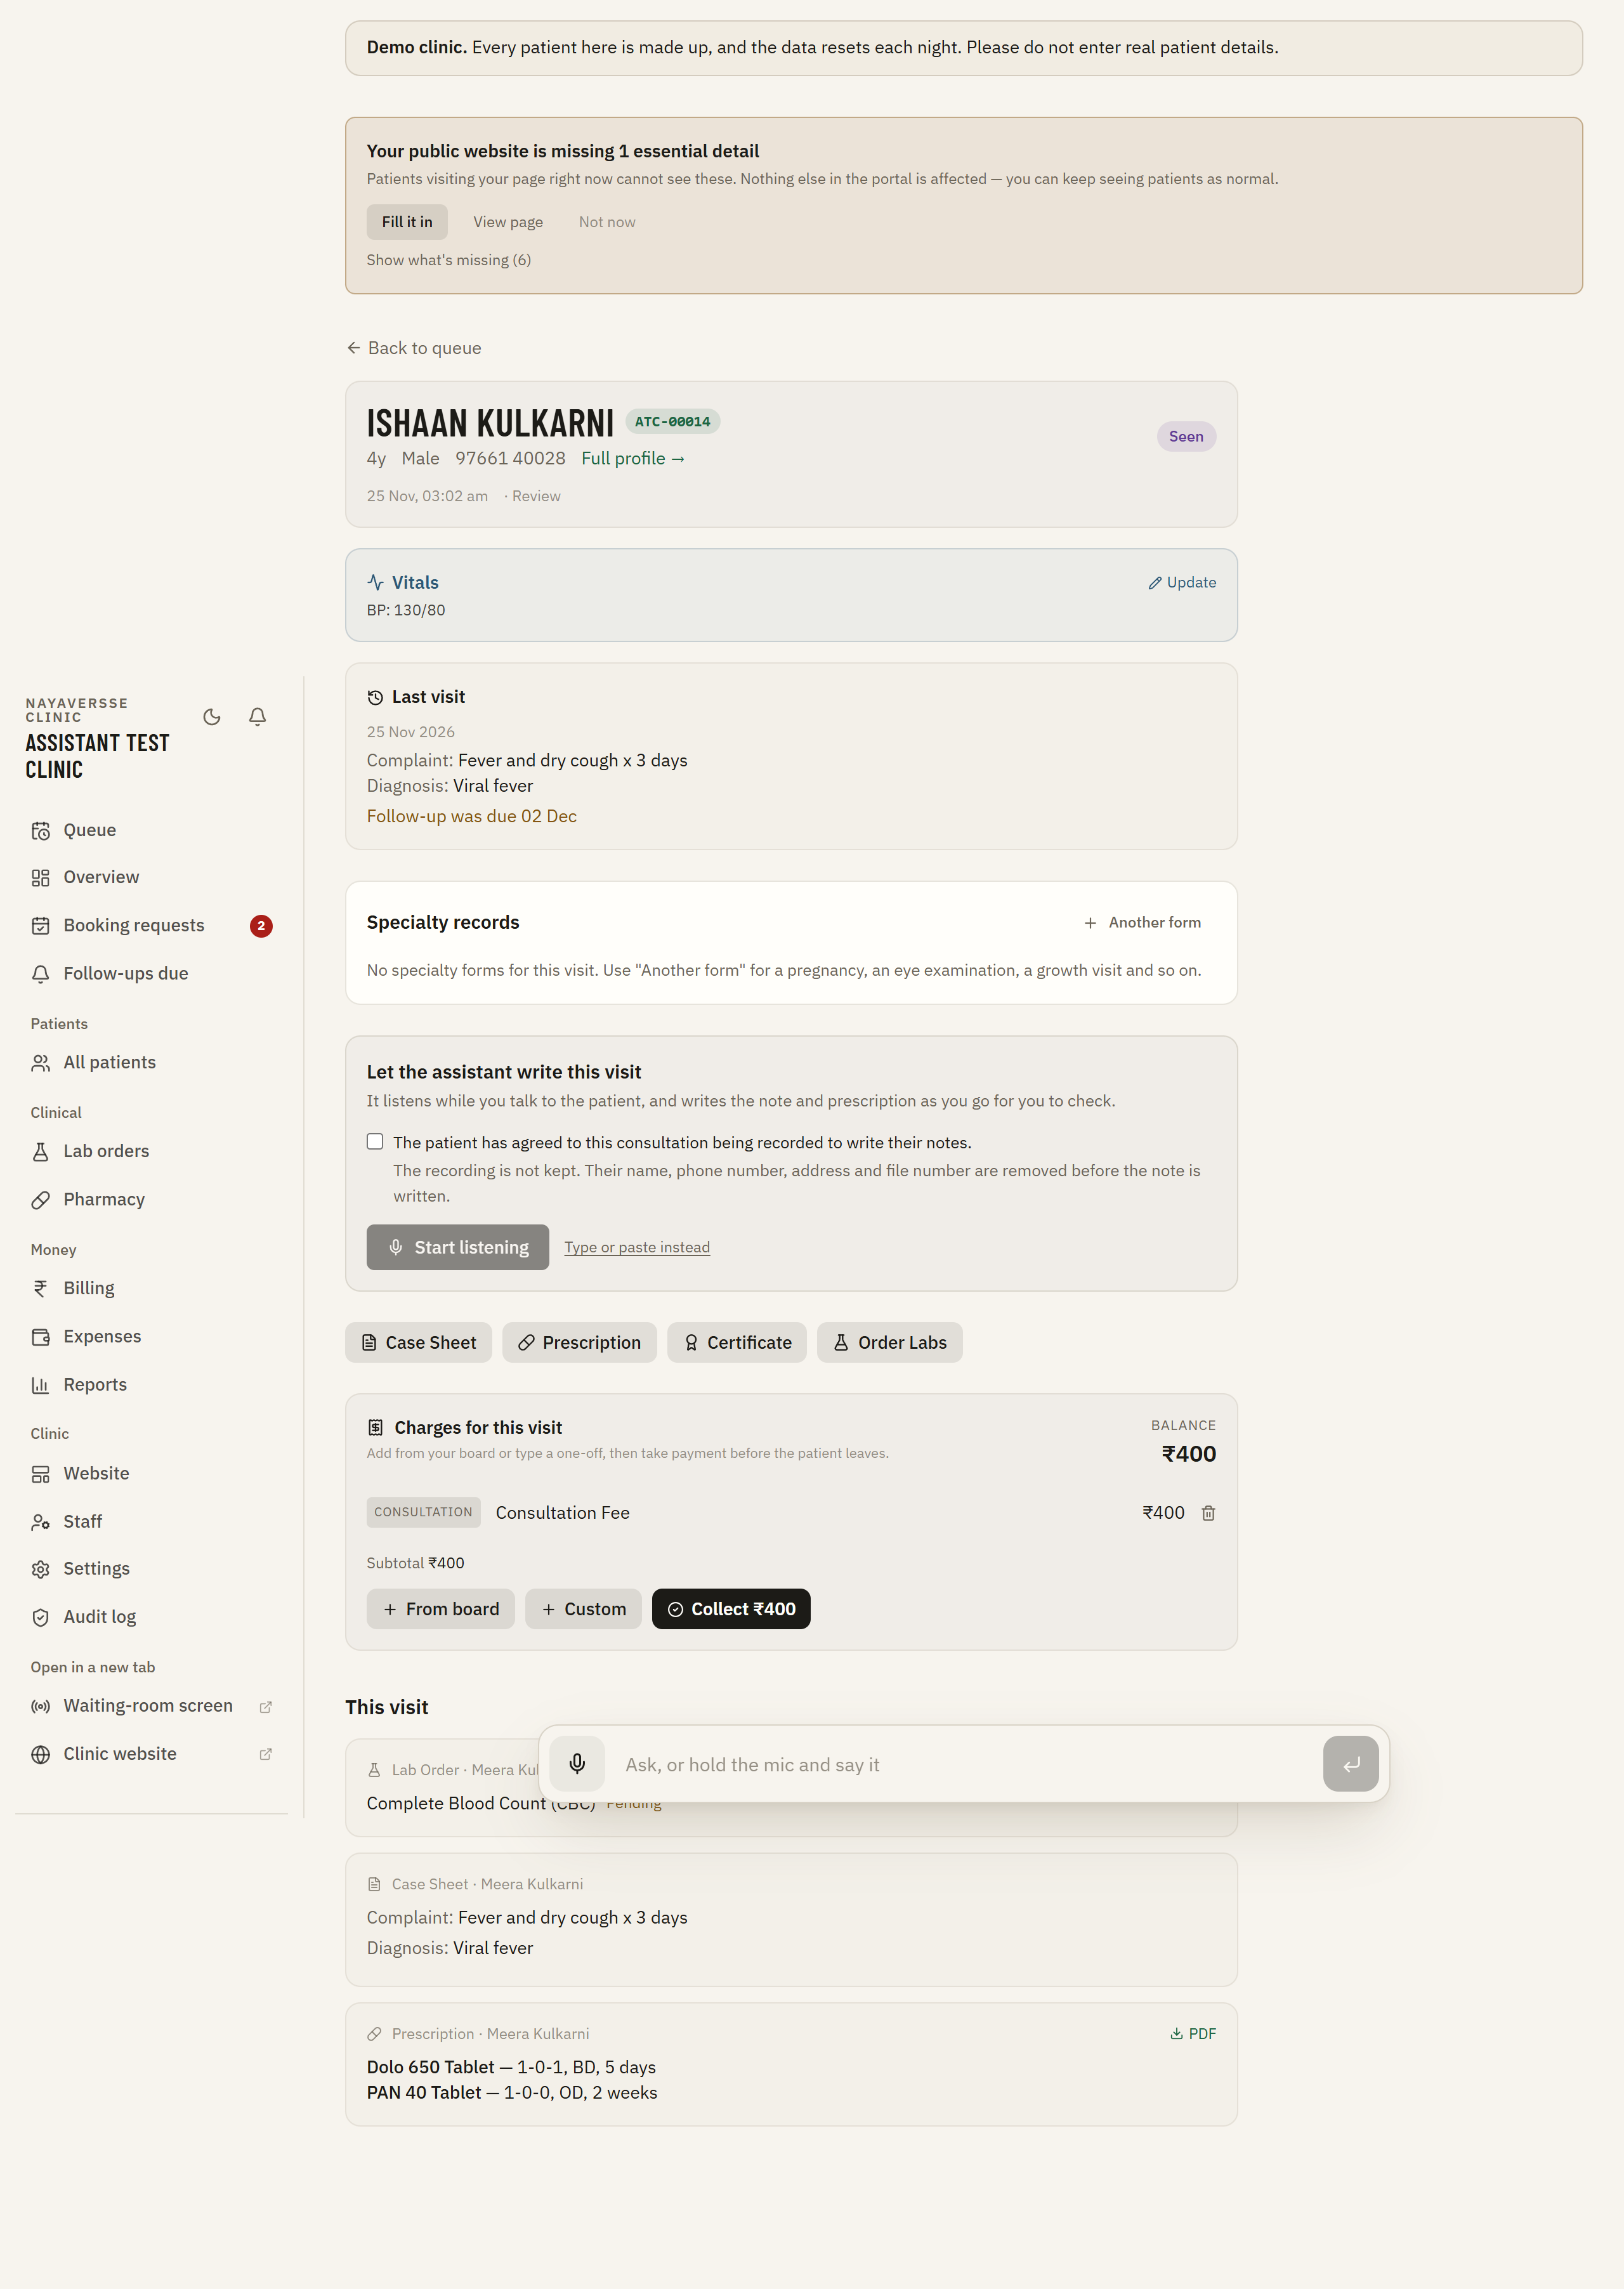 Demo clinic. Every patient here is made up, and the data resets each night. Please do not enter real patient details.
Your public website is missing 1 essential detail
Patients visiting your page right now cannot see these. Nothing else in the portal is affected — you can keep seeing patients as normal.
Fill it in View page Not now
Show what's missing (6)
← Back to queue
ISHAAN KULKARNI ATC-00014
Seen
4y Male 97661 40028 Full profile →
25 Nov, 03:02 am · Review
Vitals
Update
BP: 130/80
Last visit
25 Nov 2026
Complaint: Fever and dry cough x 3 days
Diagnosis: Viral fever
Follow-up was due 02 Dec
Specialty records
+ Another form
No specialty forms for this visit. Use "Another form" for a pregnancy, an eye examination, a growth visit and so on.
Let the assistant write this visit
It listens while you talk to the patient, and writes the note and prescription as you go for you to check.
The patient has agreed to this consultation being recorded to write their notes.
The recording is not kept. Their name, phone number, address and file number are removed before the note is
written.
Start listening Type or paste instead
Case Sheet Prescription Certificate Order Labs
Charges for this visit
BALANCE
Add from your board or type a one-off, then take payment before the patient leaves.
₹400
CONSULTATION Consultation Fee ₹400
Subtotal ₹400
+ From board + Custom Collect ₹400
This visit
Lab Order · Meera
Complete Blood Count (CBC) Pending
Ask, or hold the mic and say it
Case Sheet · Meera Kulkarni
Complaint: Fever and dry cough x 3 days
Diagnosis: Viral fever
Prescription · Meera Kulkarni
PDF
Dolo 650 Tablet — 1-0-1, BD, 5 days
PAN 40 Tablet — 1-0-0, OD, 2 weeks
NAYAVERSSE
CLINIC
ASSISTANT TEST
CLINIC
Queue
Overview
Booking requests 2
Follow-ups due
Patients
All patients
Clinical
Lab orders
Pharmacy
Money
₹ Billing
Expenses
Reports
Clinic
Website
Staff
Settings
Audit log
Open in a new tab
Waiting-room screen
Clinic website